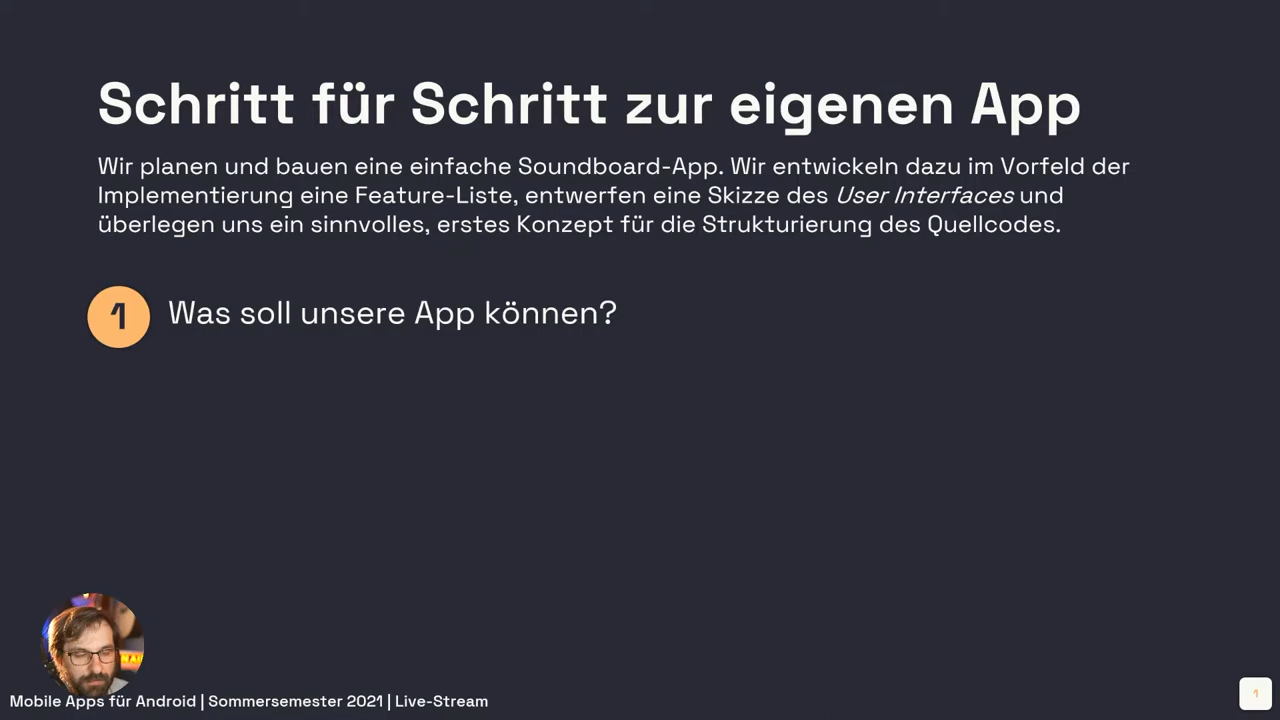 Schritt für Schritt zur eigenen App
Wir planen und bauen eine einfache Soundboard-App. Wir entwickeln dazu im Vorfeld der
Implementierung eine Feature-Liste, entwerfen eine Skizze des User Interfaces und
überlegen uns ein sinnvolles, erstes Konzept für die Strukturierung des Quellcodes.
1 Was soll unsere App können?
Mobile Apps für Android | Sommersemester 2021 | Live-Stream
1